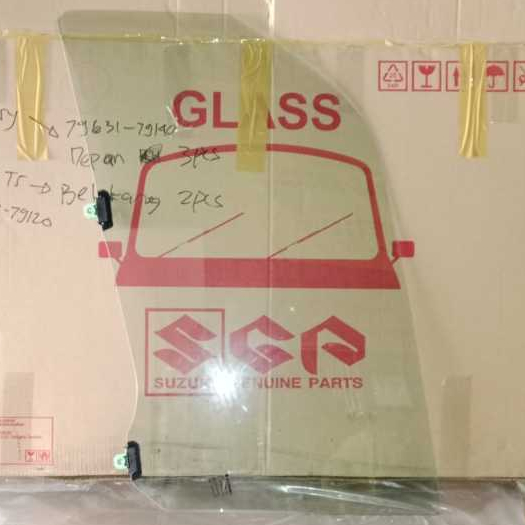 GLASS
79631-79140
Depan 3pcs
TS → Belakang 2pcs
-79120
SGP
SUZUKI GENUINE PARTS